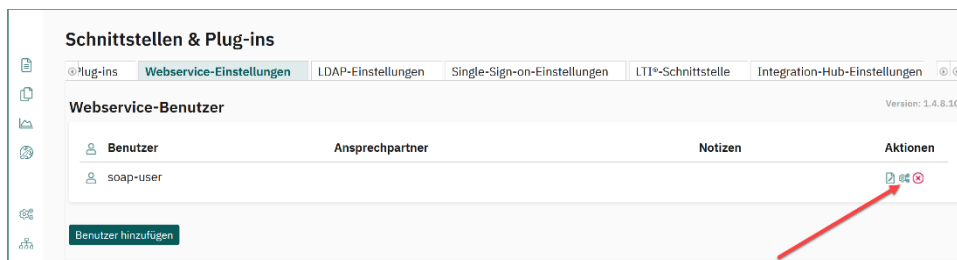 Schnittstellen & Plug-ins
Plug-ins Webservice-Einstellungen LDAP-Einstellungen Single-Sign-on-Einstellungen LTI®-Schnittstelle Integration-Hub-Einstellungen
Webservice-Benutzer Version: 1.4.8.10
Benutzer Ansprechpartner Notizen Aktionen
soap-user
Benutzer hinzufügen